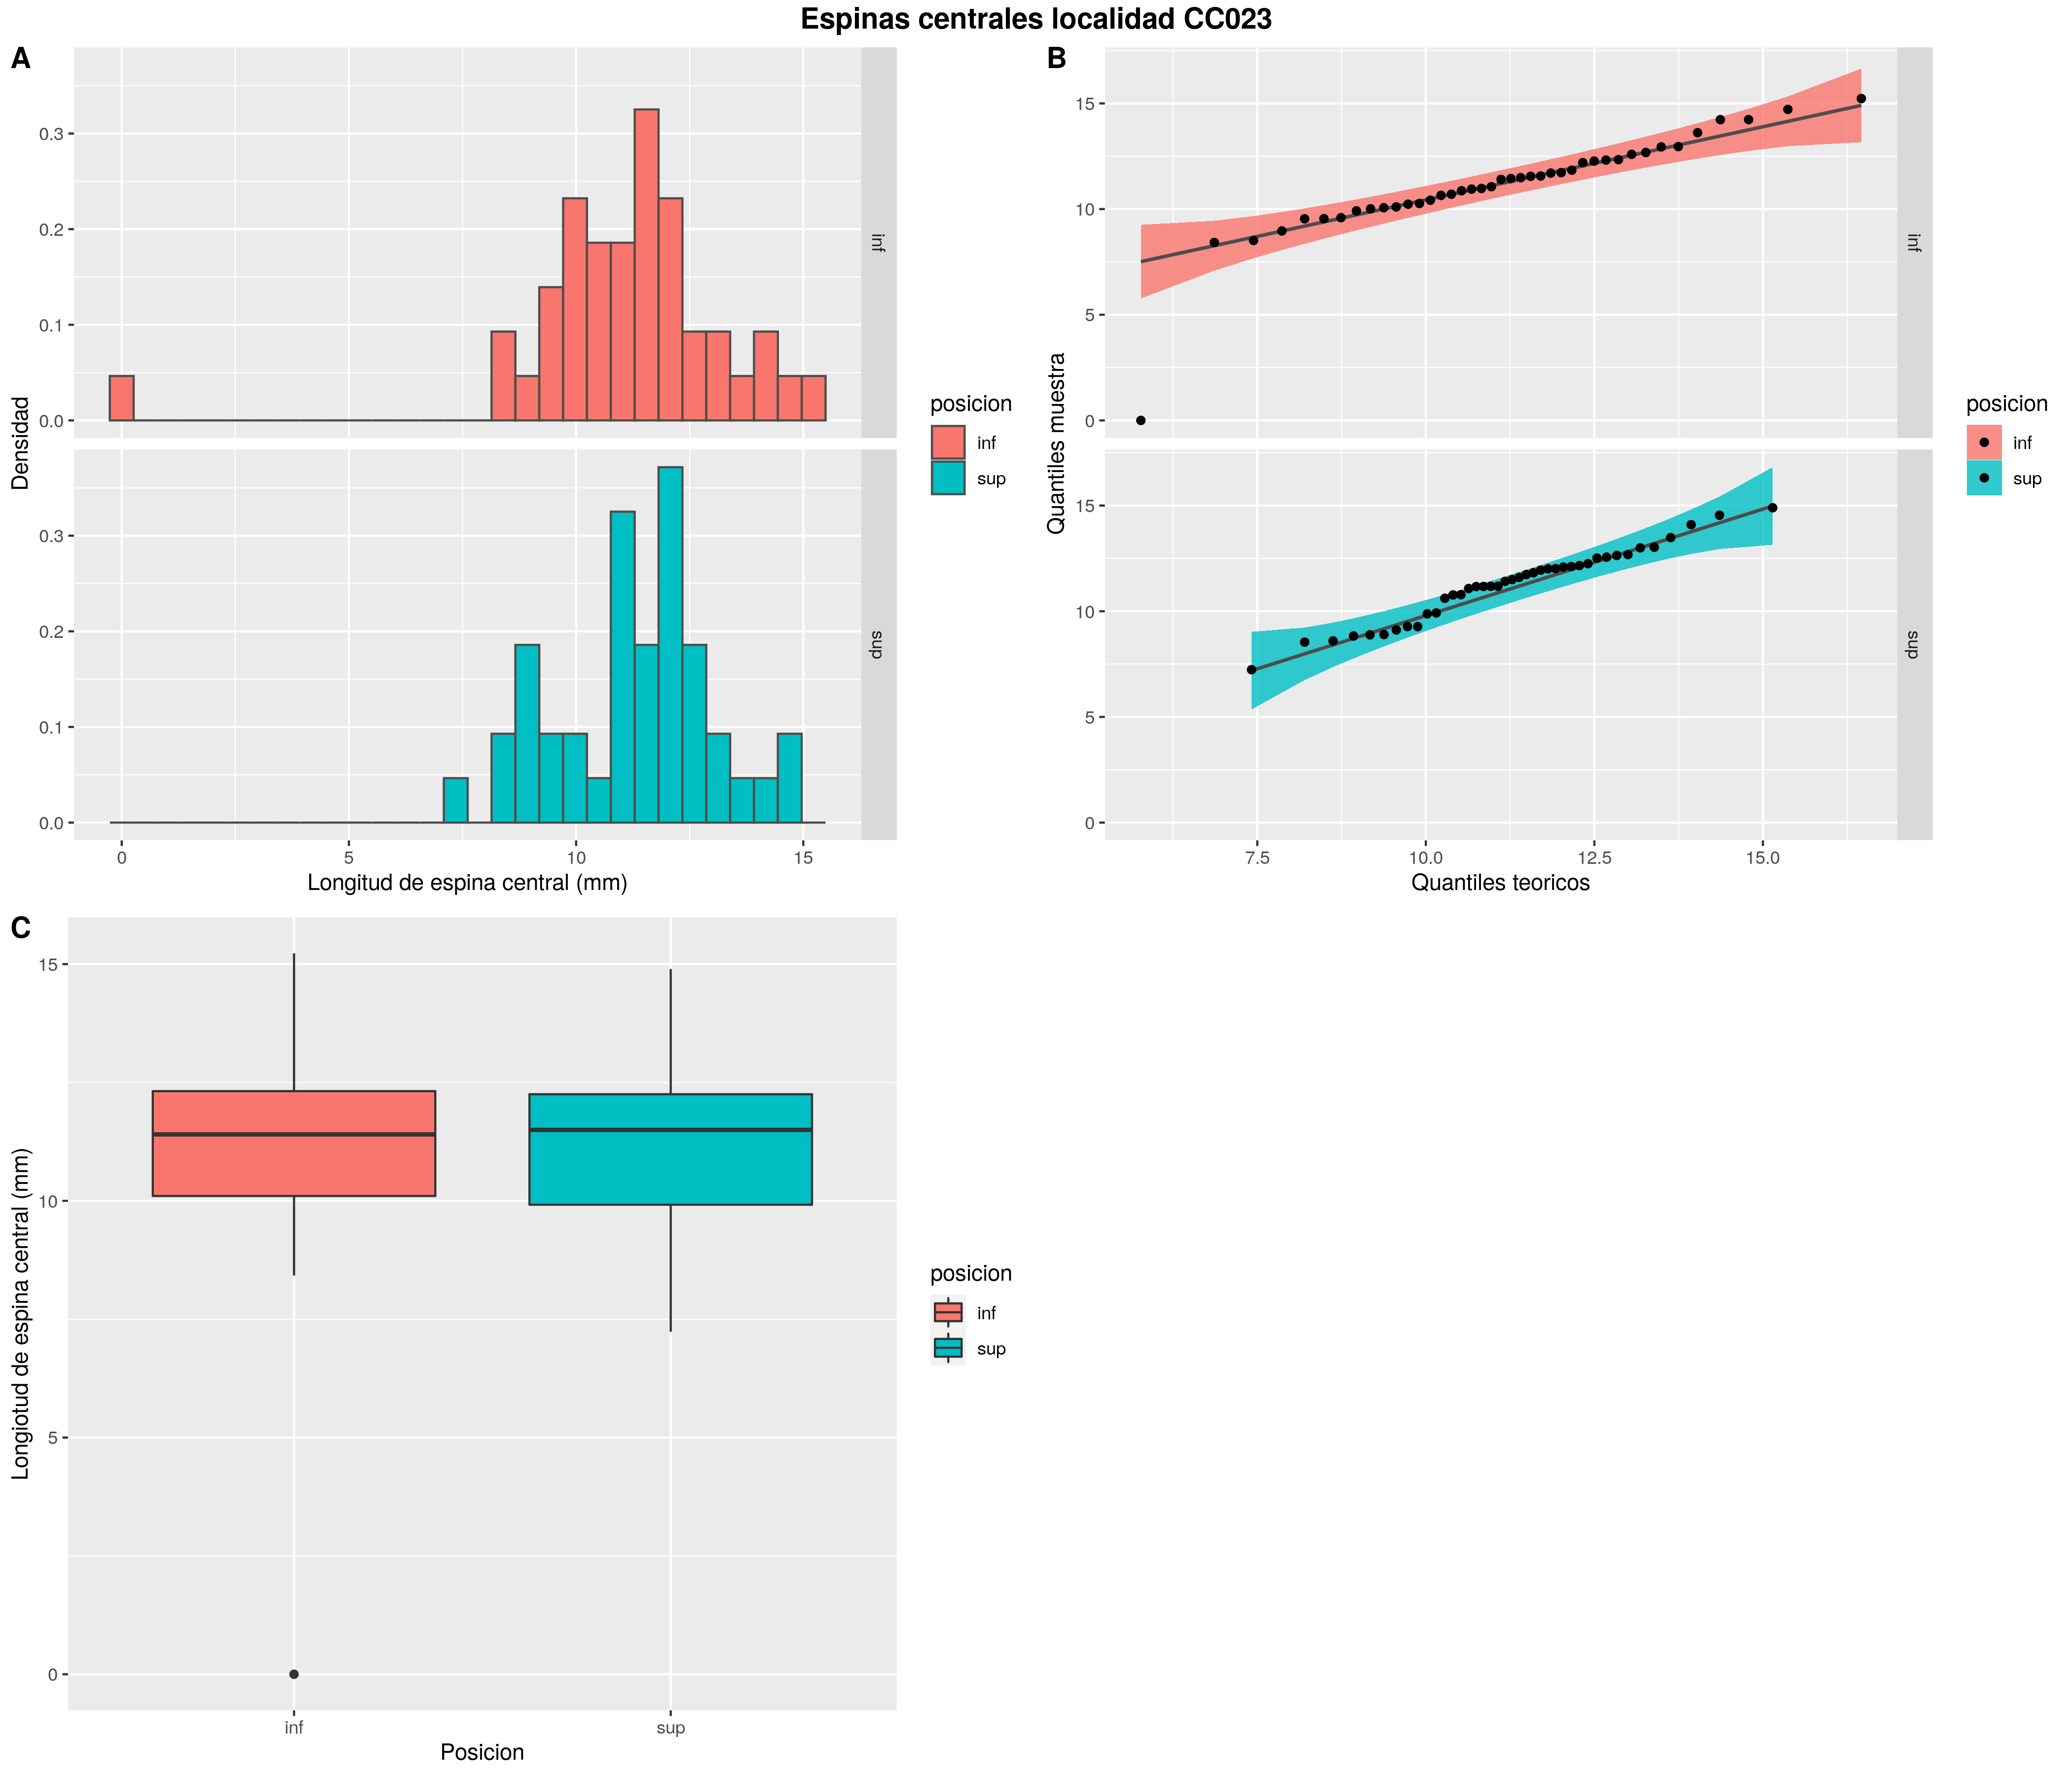 Espinas centrales localidad CC023
A
Densidad
0.3
0.2
0.1
0.0
inf
0.3
0.2
0.1
0.0
sup
0
5
10
15
Longitud de espina central (mm)
posicion
inf
sup
B
Quantiles muestra
15
10
5
0
inf
15
10
5
0
sup
7.5
10.0
12.5
15.0
Quantiles teoricos
posicion
inf
sup
C
Longiotud de espina central (mm)
15
10
5
0
inf
sup
Posicion
posicion
inf
sup